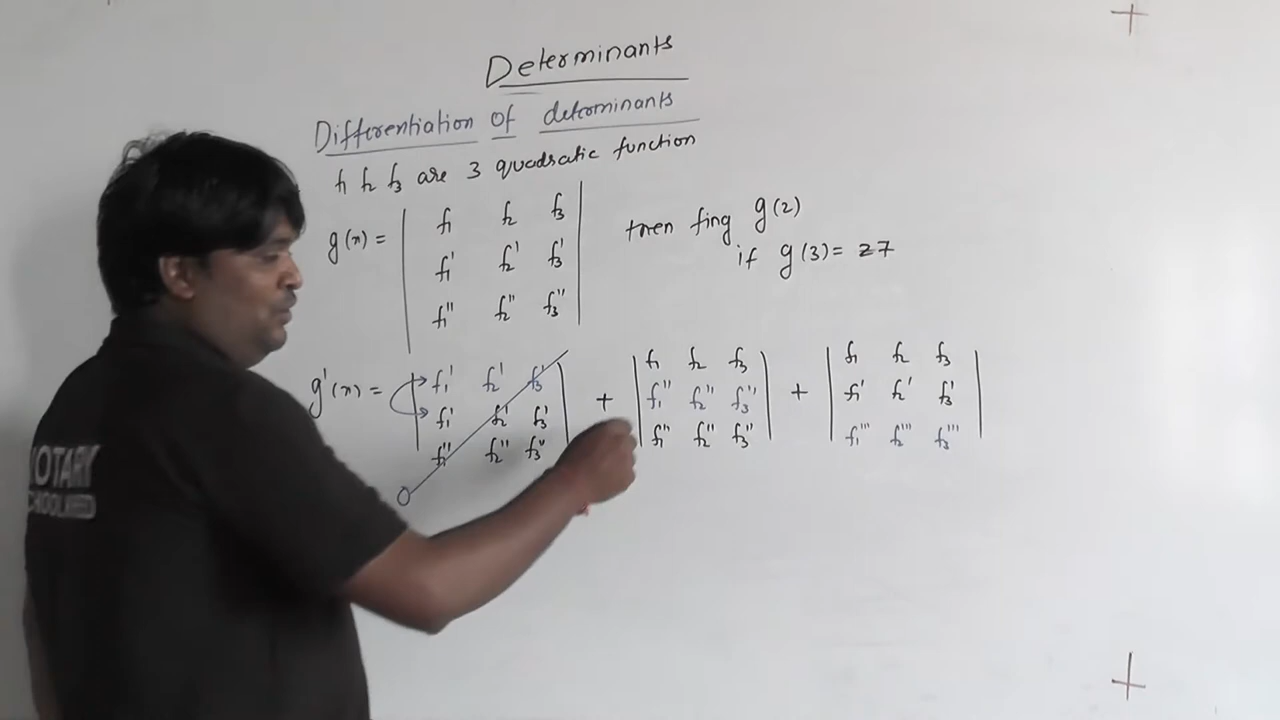 Determinants
Differentiation of determinants
f1 f2 f3 are 3 quadratic function
g(x) = | f1 f2 f3 |
| f1' f2' f3' |
| f1'' f2'' f3'' |
then fing g(2)
if g(3) = 27
g'(x) = | f1' f2' f3' | + | f1 f2 f3 | + | f1 f2 f3 |
| f1' f2' f3' | | f1'' f2'' f3'' | | f1' f2' f3' |
| f1'' f2'' f3'' | | f1'' f2'' f3'' | | f1''' f2''' f3''' |
0